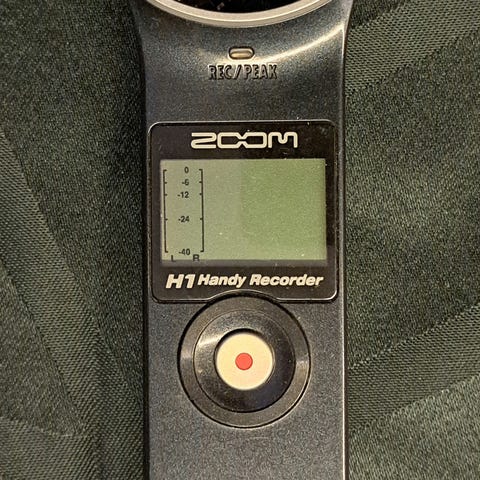 REC/PEAK
ZOOM
0
-6
-12
-24
-40
L R
H1 Handy Recorder